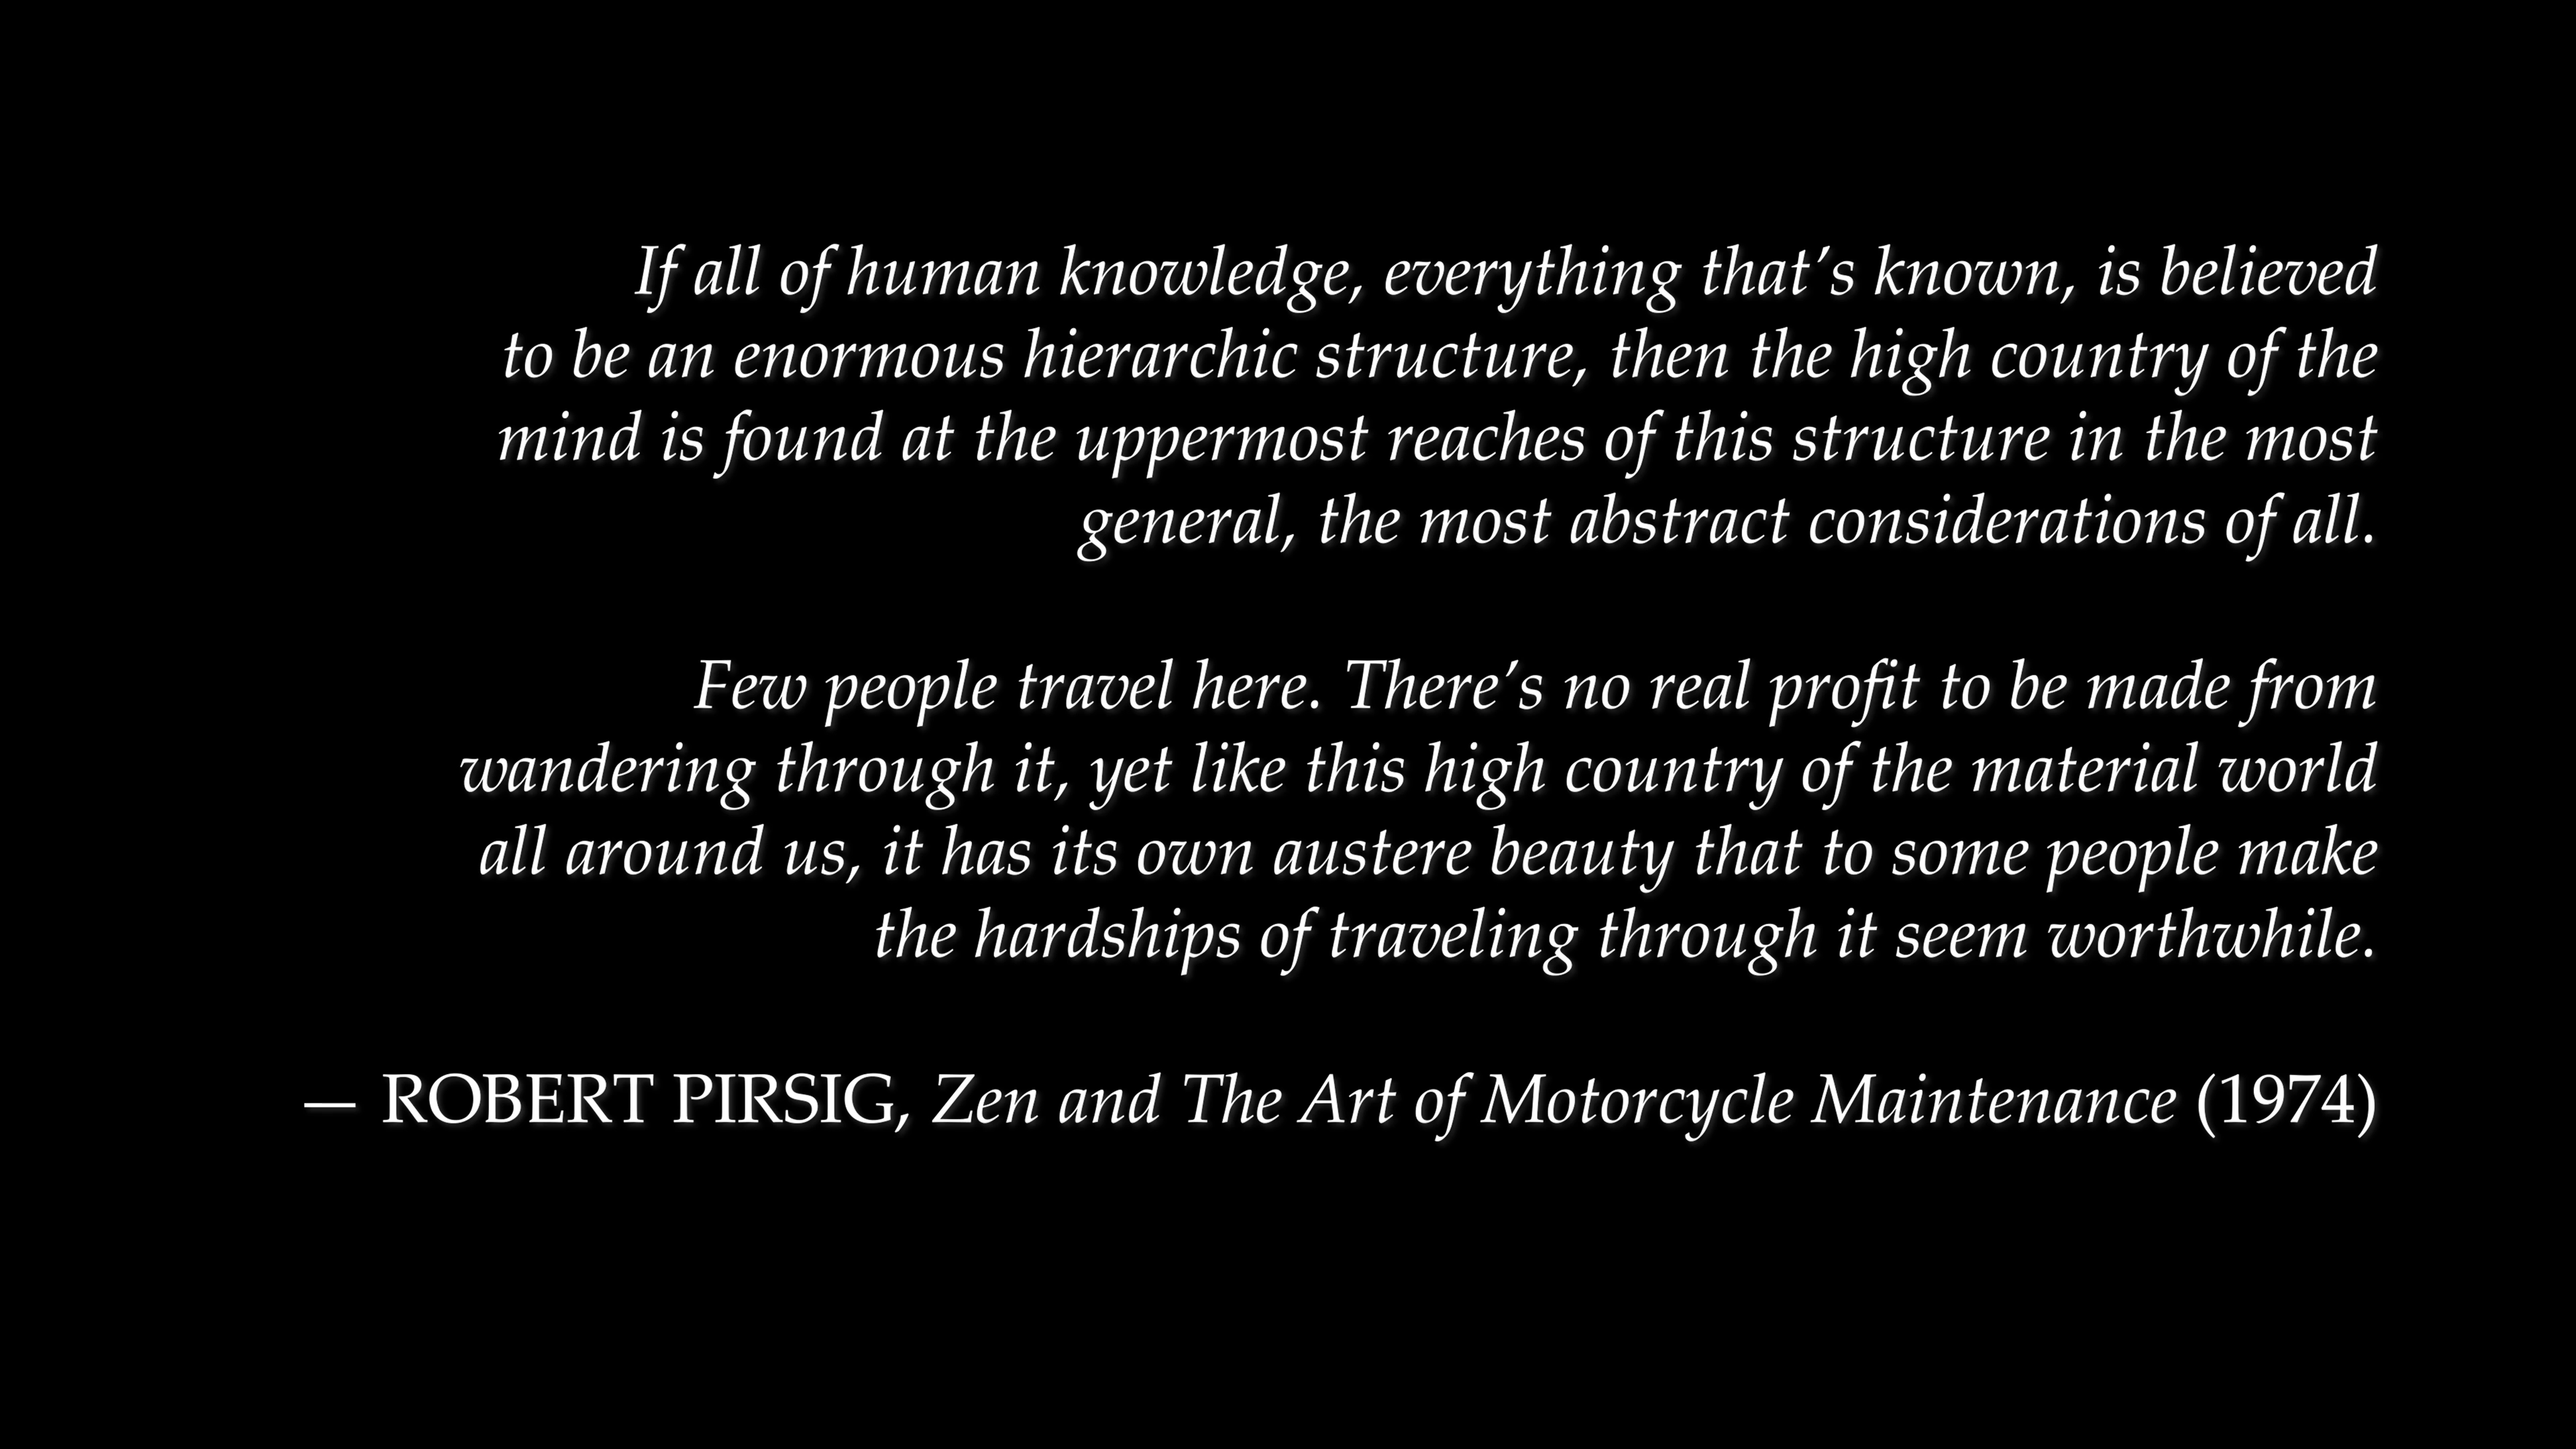 If all of human knowledge, everything that’s known, is believed
to be an enormous hierarchic structure, then the high country of the
mind is found at the uppermost reaches of this structure in the most
general, the most abstract considerations of all.
Few people travel here. There’s no real profit to be made from
wandering through it, yet like this high country of the material world
all around us, it has its own austere beauty that to some people make
the hardships of traveling through it seem worthwhile.
— ROBERT PIRSIG, Zen and The Art of Motorcycle Maintenance (1974)